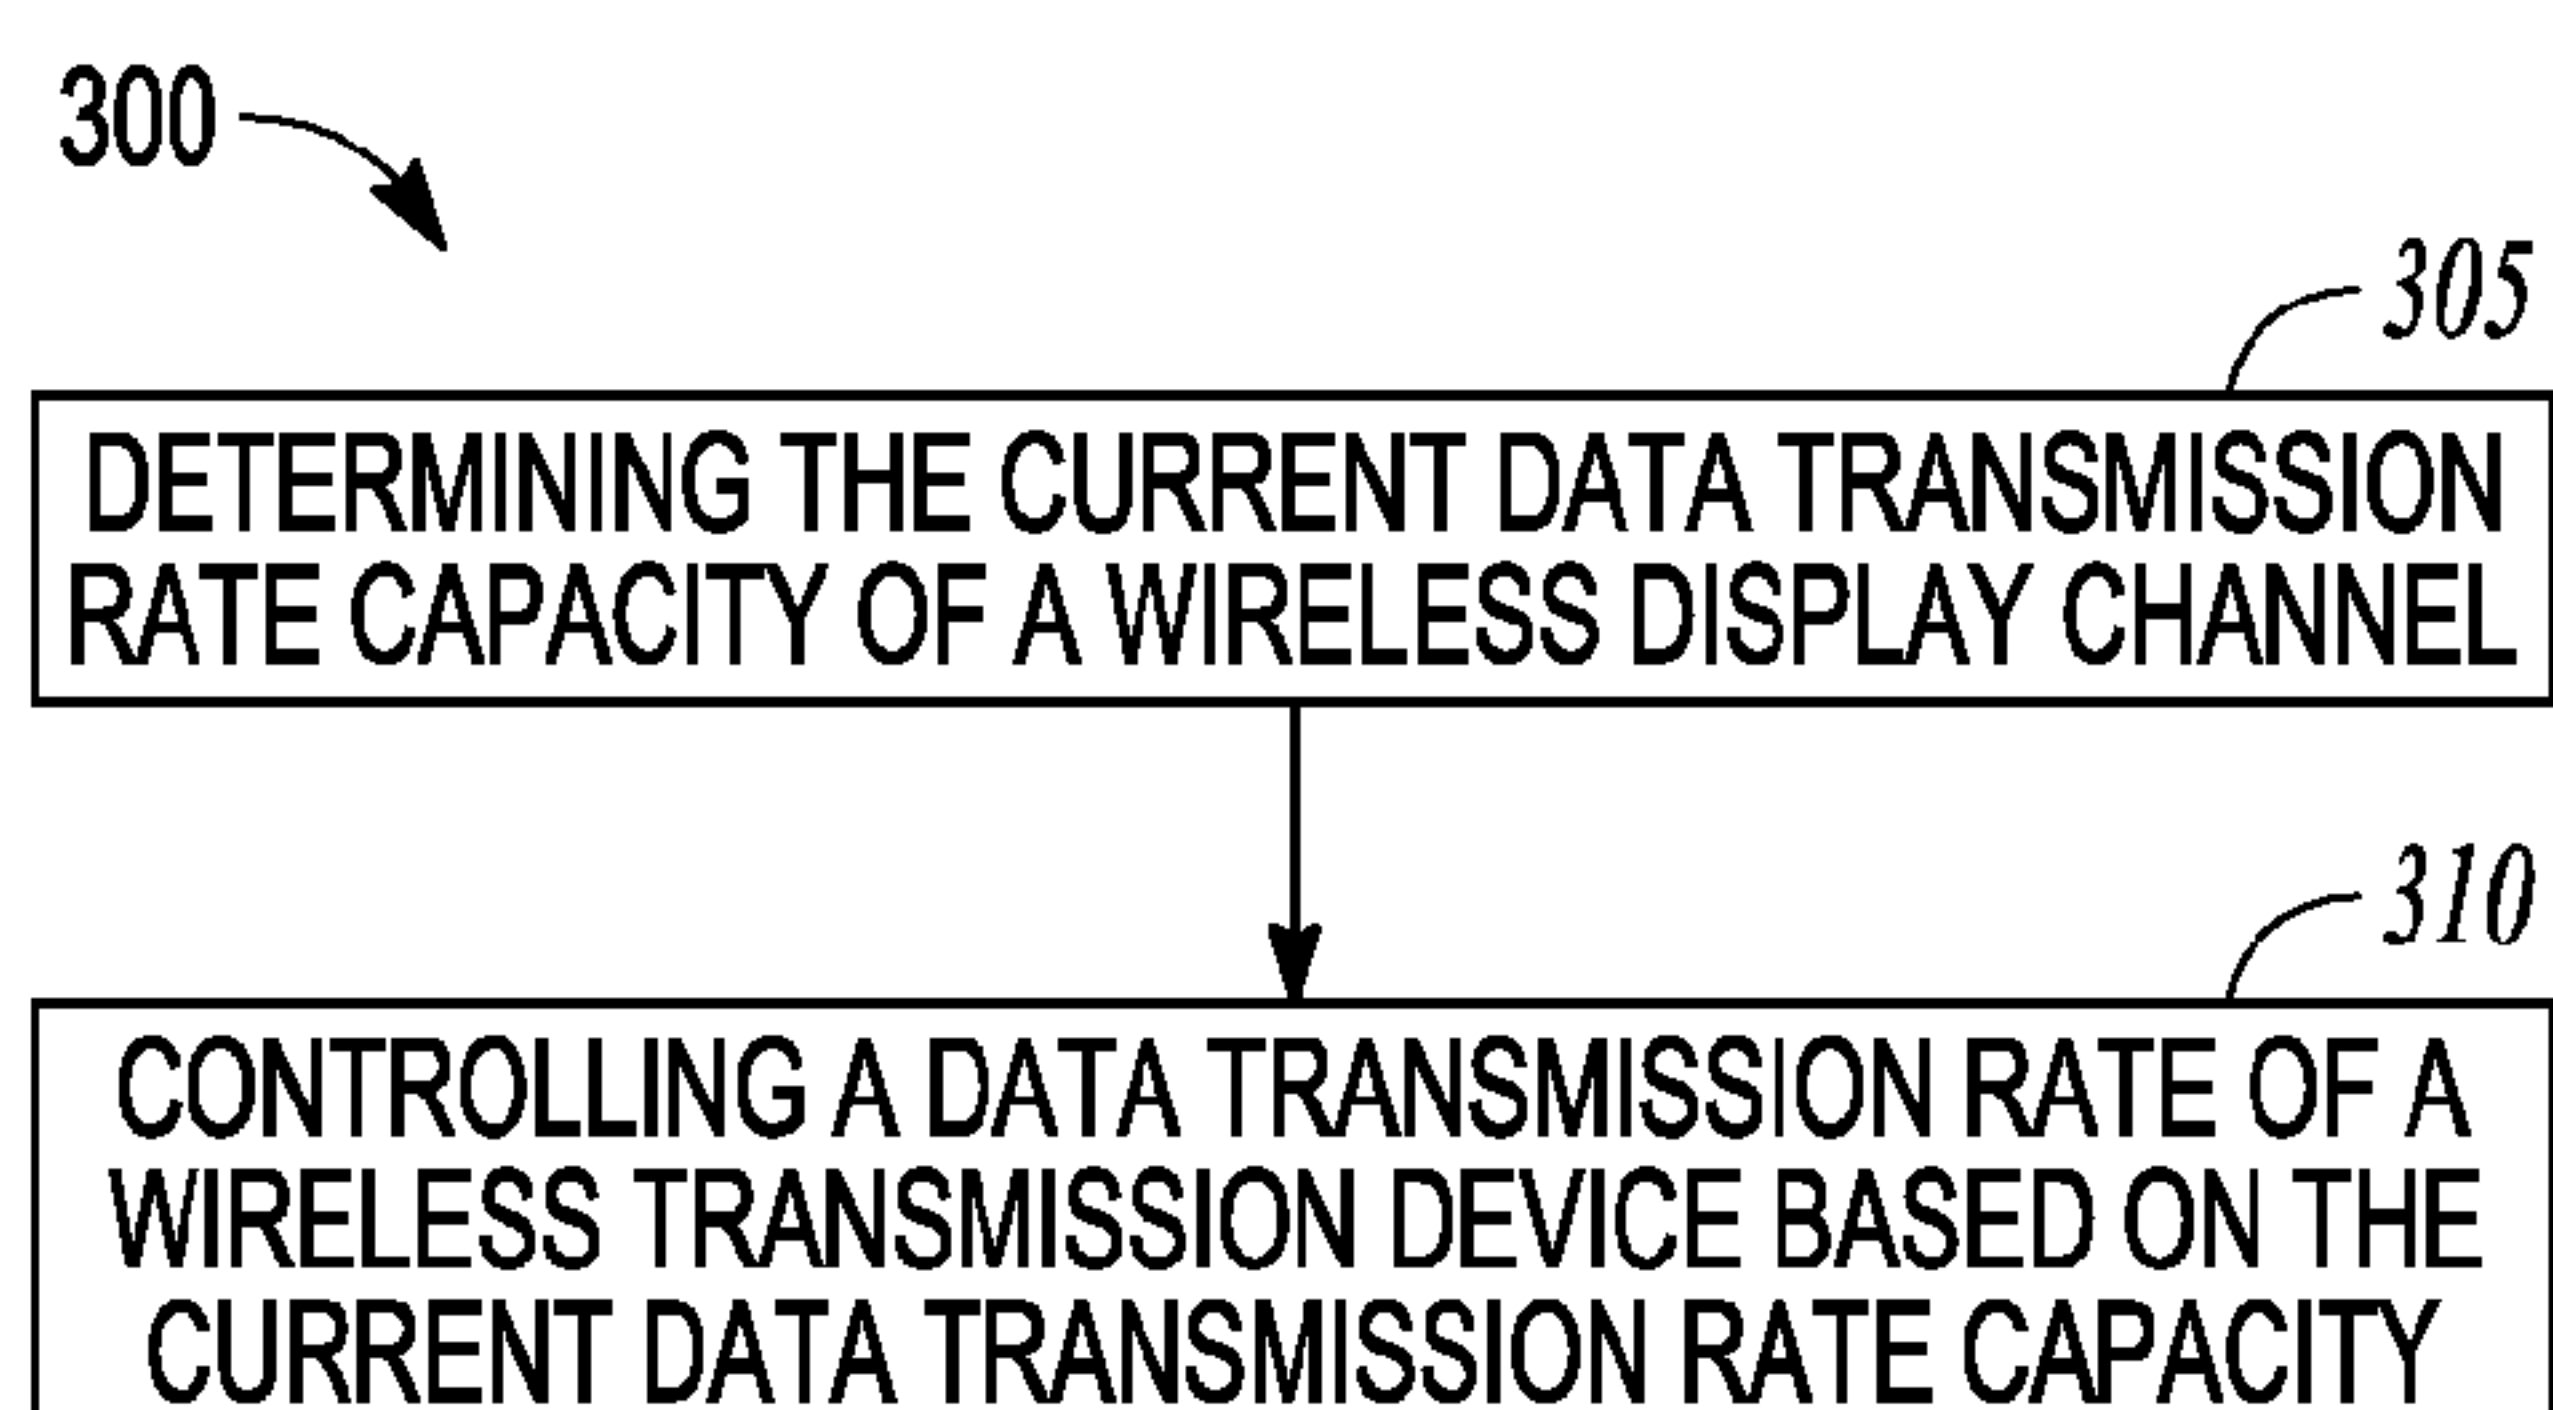 300
305
DETERMINING THE CURRENT DATA TRANSMISSION
RATE CAPACITY OF A WIRELESS DISPLAY CHANNEL
310
CONTROLLING A DATA TRANSMISSION RATE OF A
WIRELESS TRANSMISSION DEVICE BASED ON THE
CURRENT DATA TRANSMISSION RATE CAPACITY